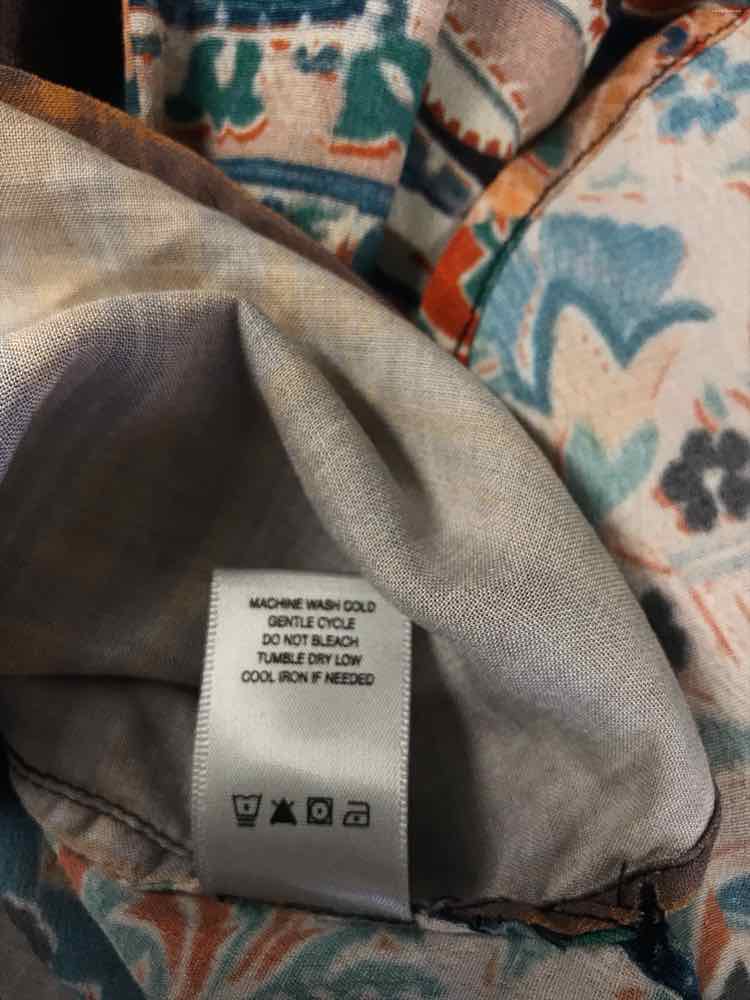 MACHINE WASH COLD
GENTLE CYCLE
DO NOT BLEACH
TUMBLE DRY LOW
COOL IRON IF NEEDED